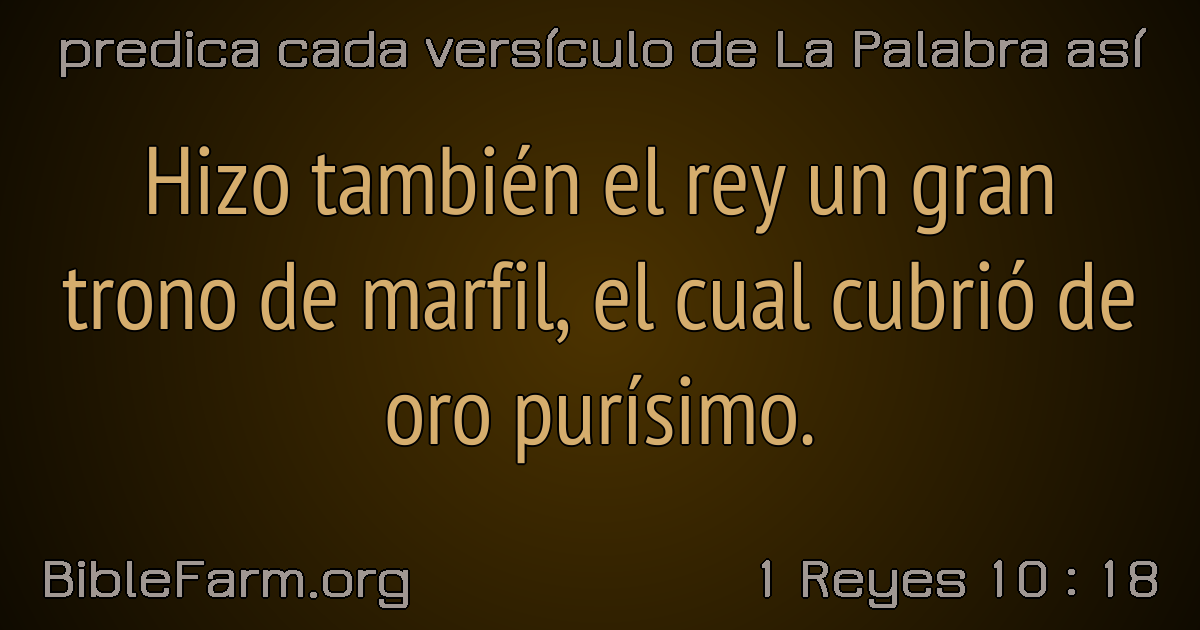 predica cada versículo de La Palabra así
Hizo también el rey un gran
trono de marfil, el cual cubrió de
oro purísimo.
BibleFarm.org
1 Reyes 10 : 18